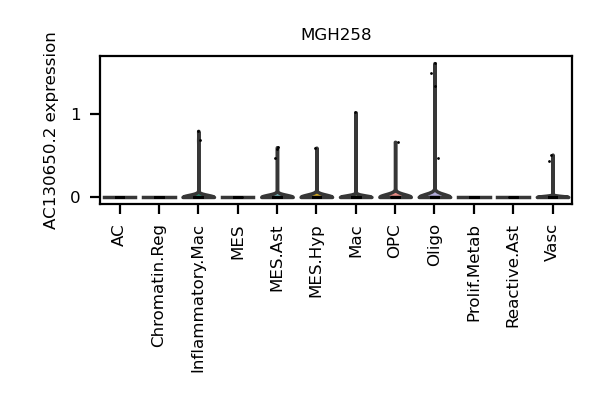 MGH258
AC130650.2 expression
1
0
AC
Chromatin.Reg
Inflammatory.Mac
MES
MES.Ast
MES.Hyp
Mac
OPC
Oligo
Prolif.Metab
Reactive.Ast
Vasc